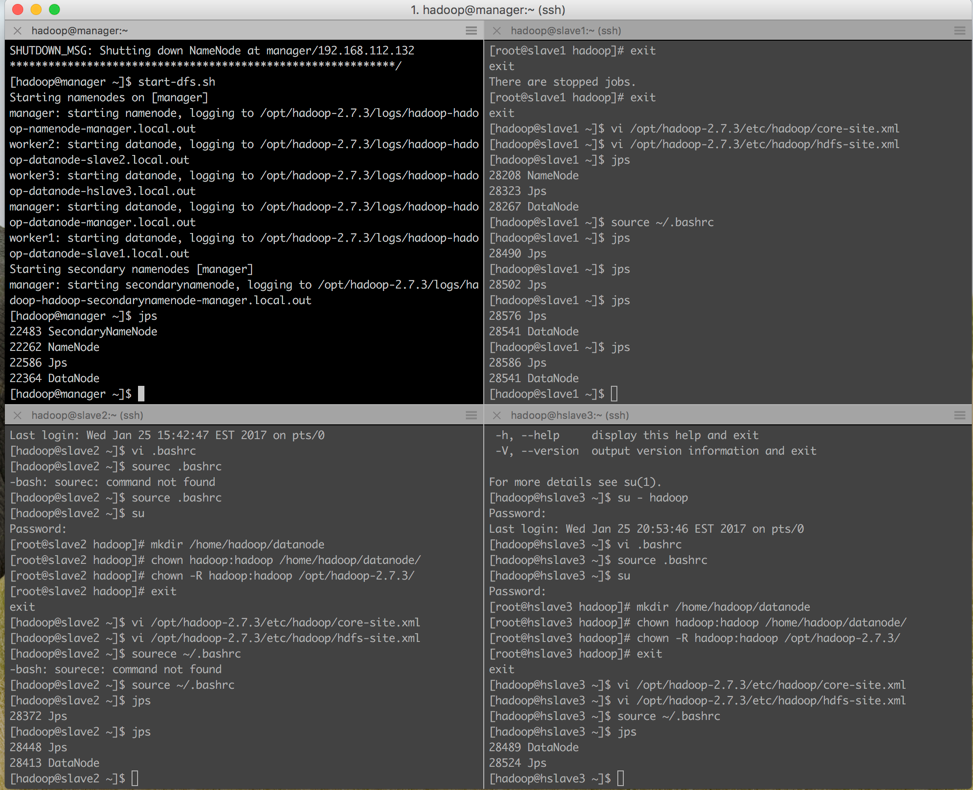 1. hadoop@manager:~ (ssh)
hadoop@manager:~
SHUTDOWN_MSG: Shutting down NameNode at manager/192.168.112.132
************************************************************/
[hadoop@manager ~]$ start-dfs.sh
Starting namenodes on [manager]
manager: starting namenode, logging to /opt/hadoop-2.7.3/logs/hadoop-hado
op-namenode-manager.local.out
worker2: starting datanode, logging to /opt/hadoop-2.7.3/logs/hadoop-hado
op-datanode-slave2.local.out
worker3: starting datanode, logging to /opt/hadoop-2.7.3/logs/hadoop-hado
op-datanode-hslave3.local.out
manager: starting datanode, logging to /opt/hadoop-2.7.3/logs/hadoop-hado
op-datanode-manager.local.out
worker1: starting datanode, logging to /opt/hadoop-2.7.3/logs/hadoop-hado
op-datanode-slave1.local.out
Starting secondary namenodes [manager]
manager: starting secondarynamenode, logging to /opt/hadoop-2.7.3/logs/ha
doop-hadoop-secondarynamenode-manager.local.out
[hadoop@manager ~]$ jps
22483 SecondaryNameNode
22262 NameNode
22586 Jps
22364 DataNode
[hadoop@manager ~]$
hadoop@slave1:~ (ssh)
[root@slave1 hadoop]# exit
exit
There are stopped jobs.
[root@slave1 hadoop]# exit
exit
[hadoop@slave1 ~]$ vi /opt/hadoop-2.7.3/etc/hadoop/core-site.xml
[hadoop@slave1 ~]$ vi /opt/hadoop-2.7.3/etc/hadoop/hdfs-site.xml
[hadoop@slave1 ~]$ jps
28208 NameNode
28323 Jps
28267 DataNode
[hadoop@slave1 ~]$ source ~/.bashrc
[hadoop@slave1 ~]$ jps
28490 Jps
[hadoop@slave1 ~]$ jps
28502 Jps
[hadoop@slave1 ~]$ jps
28576 Jps
28541 DataNode
[hadoop@slave1 ~]$ jps
28586 Jps
28541 DataNode
[hadoop@slave1 ~]$
hadoop@slave2:~ (ssh)
Last login: Wed Jan 25 15:42:47 EST 2017 on pts/0
[hadoop@slave2 ~]$ vi .bashrc
[hadoop@slave2 ~]$ sourec .bashrc
-bash: sourec: command not found
[hadoop@slave2 ~]$ source .bashrc
[hadoop@slave2 ~]$ su
Password:
[root@slave2 hadoop]# mkdir /home/hadoop/datanode
[root@slave2 hadoop]# chown hadoop:hadoop /home/hadoop/datanode/
[root@slave2 hadoop]# chown -R hadoop:hadoop /opt/hadoop-2.7.3/
[root@slave2 hadoop]# exit
exit
[hadoop@slave2 ~]$ vi /opt/hadoop-2.7.3/etc/hadoop/core-site.xml
[hadoop@slave2 ~]$ vi /opt/hadoop-2.7.3/etc/hadoop/hdfs-site.xml
[hadoop@slave2 ~]$ sourece ~/.bashrc
-bash: sourece: command not found
[hadoop@slave2 ~]$ source ~/.bashrc
[hadoop@slave2 ~]$ jps
28372 Jps
[hadoop@slave2 ~]$ jps
28448 Jps
28413 DataNode
[hadoop@slave2 ~]$
hadoop@hslave3:~ (ssh)
-h, --help     display this help and exit
-V, --version  output version information and exit
For more details see su(1).
[hadoop@hslave3 ~]$ su - hadoop
Password:
Last login: Wed Jan 25 20:53:46 EST 2017 on pts/0
[hadoop@hslave3 ~]$ vi .bashrc
[hadoop@hslave3 ~]$ source .bashrc
[hadoop@hslave3 ~]$ su
Password:
[root@hslave3 hadoop]# mkdir /home/hadoop/datanode
[root@hslave3 hadoop]# chown hadoop:hadoop /home/hadoop/datanode/
[root@hslave3 hadoop]# chown -R hadoop:hadoop /opt/hadoop-2.7.3/
[root@hslave3 hadoop]# exit
exit
[hadoop@hslave3 ~]$ vi /opt/hadoop-2.7.3/etc/hadoop/core-site.xml
[hadoop@hslave3 ~]$ vi /opt/hadoop-2.7.3/etc/hadoop/hdfs-site.xml
[hadoop@hslave3 ~]$ source ~/.bashrc
[hadoop@hslave3 ~]$ jps
28489 DataNode
28524 Jps
[hadoop@hslave3 ~]$